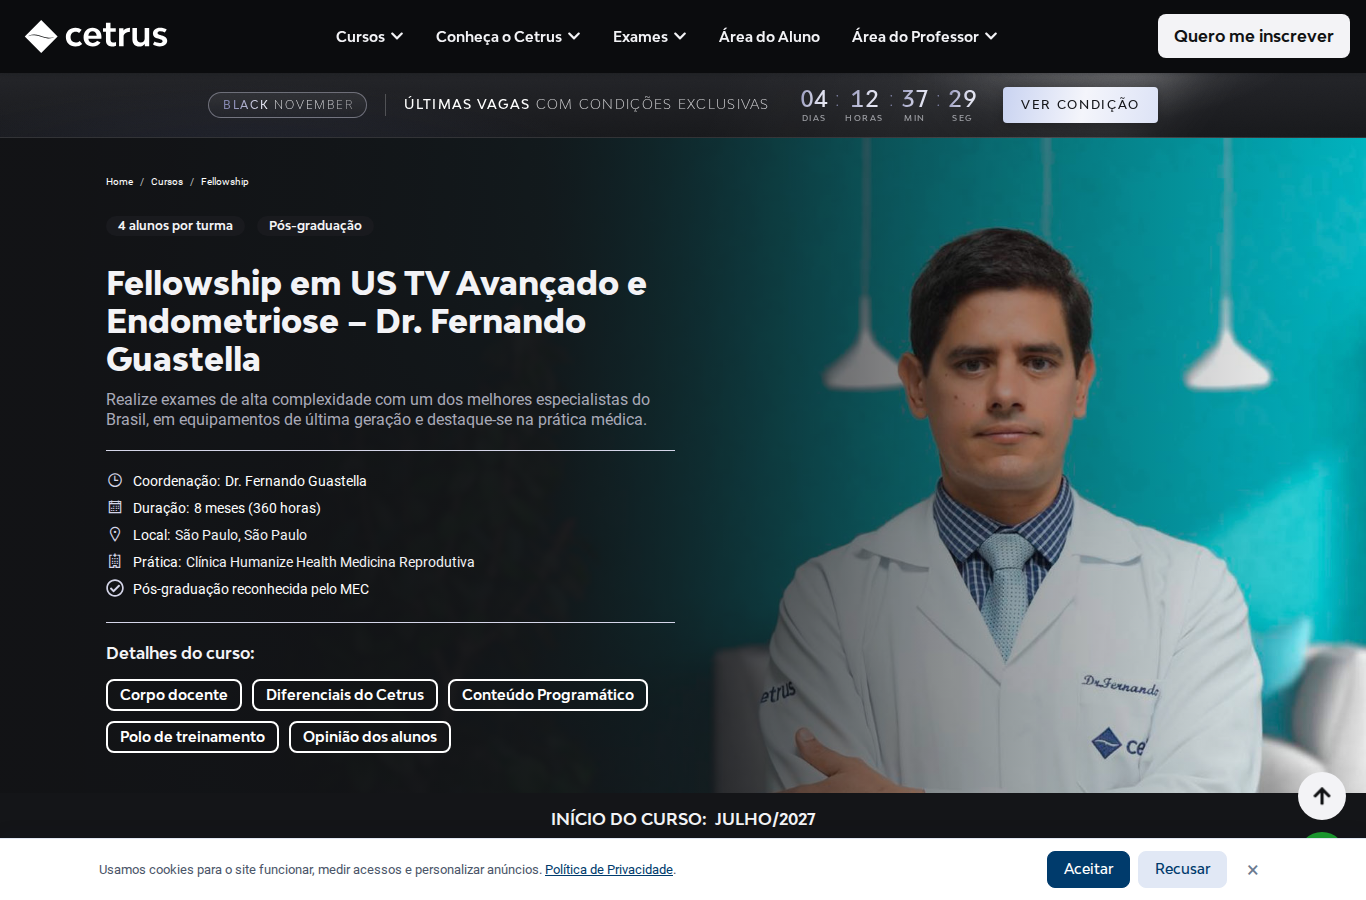 cetrus
Cursos
Conheça o Cetrus
Exames
Área do Aluno
Área do Professor
Quero me inscrever
BLACK NOVEMBER
ÚLTIMAS VAGAS COM CONDIÇÕES EXCLUSIVAS
04 : 12 : 37 : 29
DIAS HORAS MIN SEG
VER CONDIÇÃO
Home / Cursos / Fellowship
4 alunos por turma
Pós-graduação
Fellowship em US TV Avançado e
Endometriose – Dr. Fernando
Guastella
Realize exames de alta complexidade com um dos melhores especialistas do
Brasil, em equipamentos de última geração e destaque-se na prática médica.
Coordenação: Dr. Fernando Guastella
Duração: 8 meses (360 horas)
Local: São Paulo, São Paulo
Prática: Clínica Humanize Health Medicina Reprodutiva
Pós-graduação reconhecida pelo MEC
Detalhes do curso:
Corpo docente
Diferenciais do Cetrus
Conteúdo Programático
Polo de treinamento
Opinião dos alunos
etrus
Dr. Fernando
ce
INÍCIO DO CURSO: JULHO/2027
Usamos cookies para o site funcionar, medir acessos e personalizar anúncios. Política de Privacidade.
Aceitar
Recusar
×